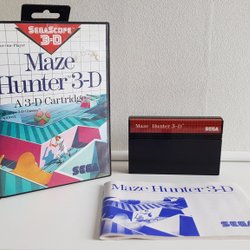 SEGASCOPE
3-D
Maze
Hunter 3-D
A 3-D Cartridge
SEGA
Maze Hunter 3-D
SEGA
Maze Hunter 3-D
SEGA